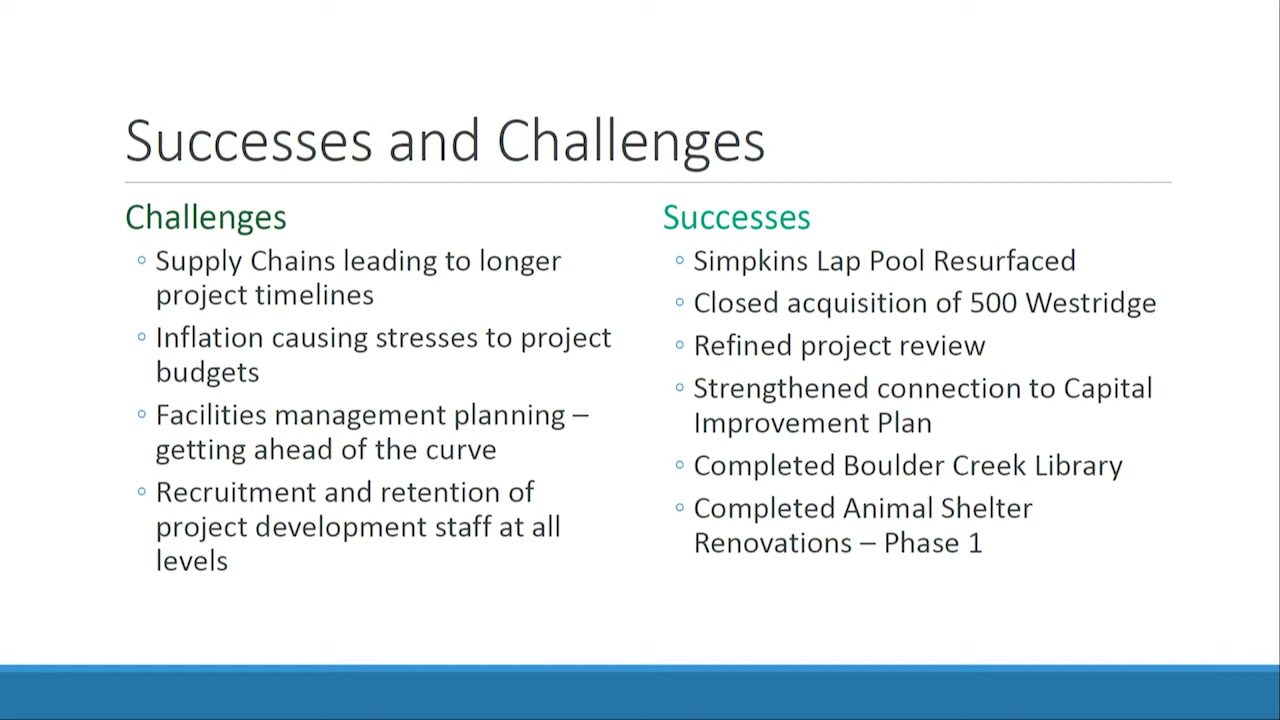 Successes and Challenges
Challenges
◦ Supply Chains leading to longer
project timelines
◦ Inflation causing stresses to project
budgets
◦ Facilities management planning –
getting ahead of the curve
◦ Recruitment and retention of
project development staff at all
levels
Successes
◦ Simpkins Lap Pool Resurfaced
◦ Closed acquisition of 500 Westridge
◦ Refined project review
◦ Strengthened connection to Capital
Improvement Plan
◦ Completed Boulder Creek Library
◦ Completed Animal Shelter
Renovations – Phase 1